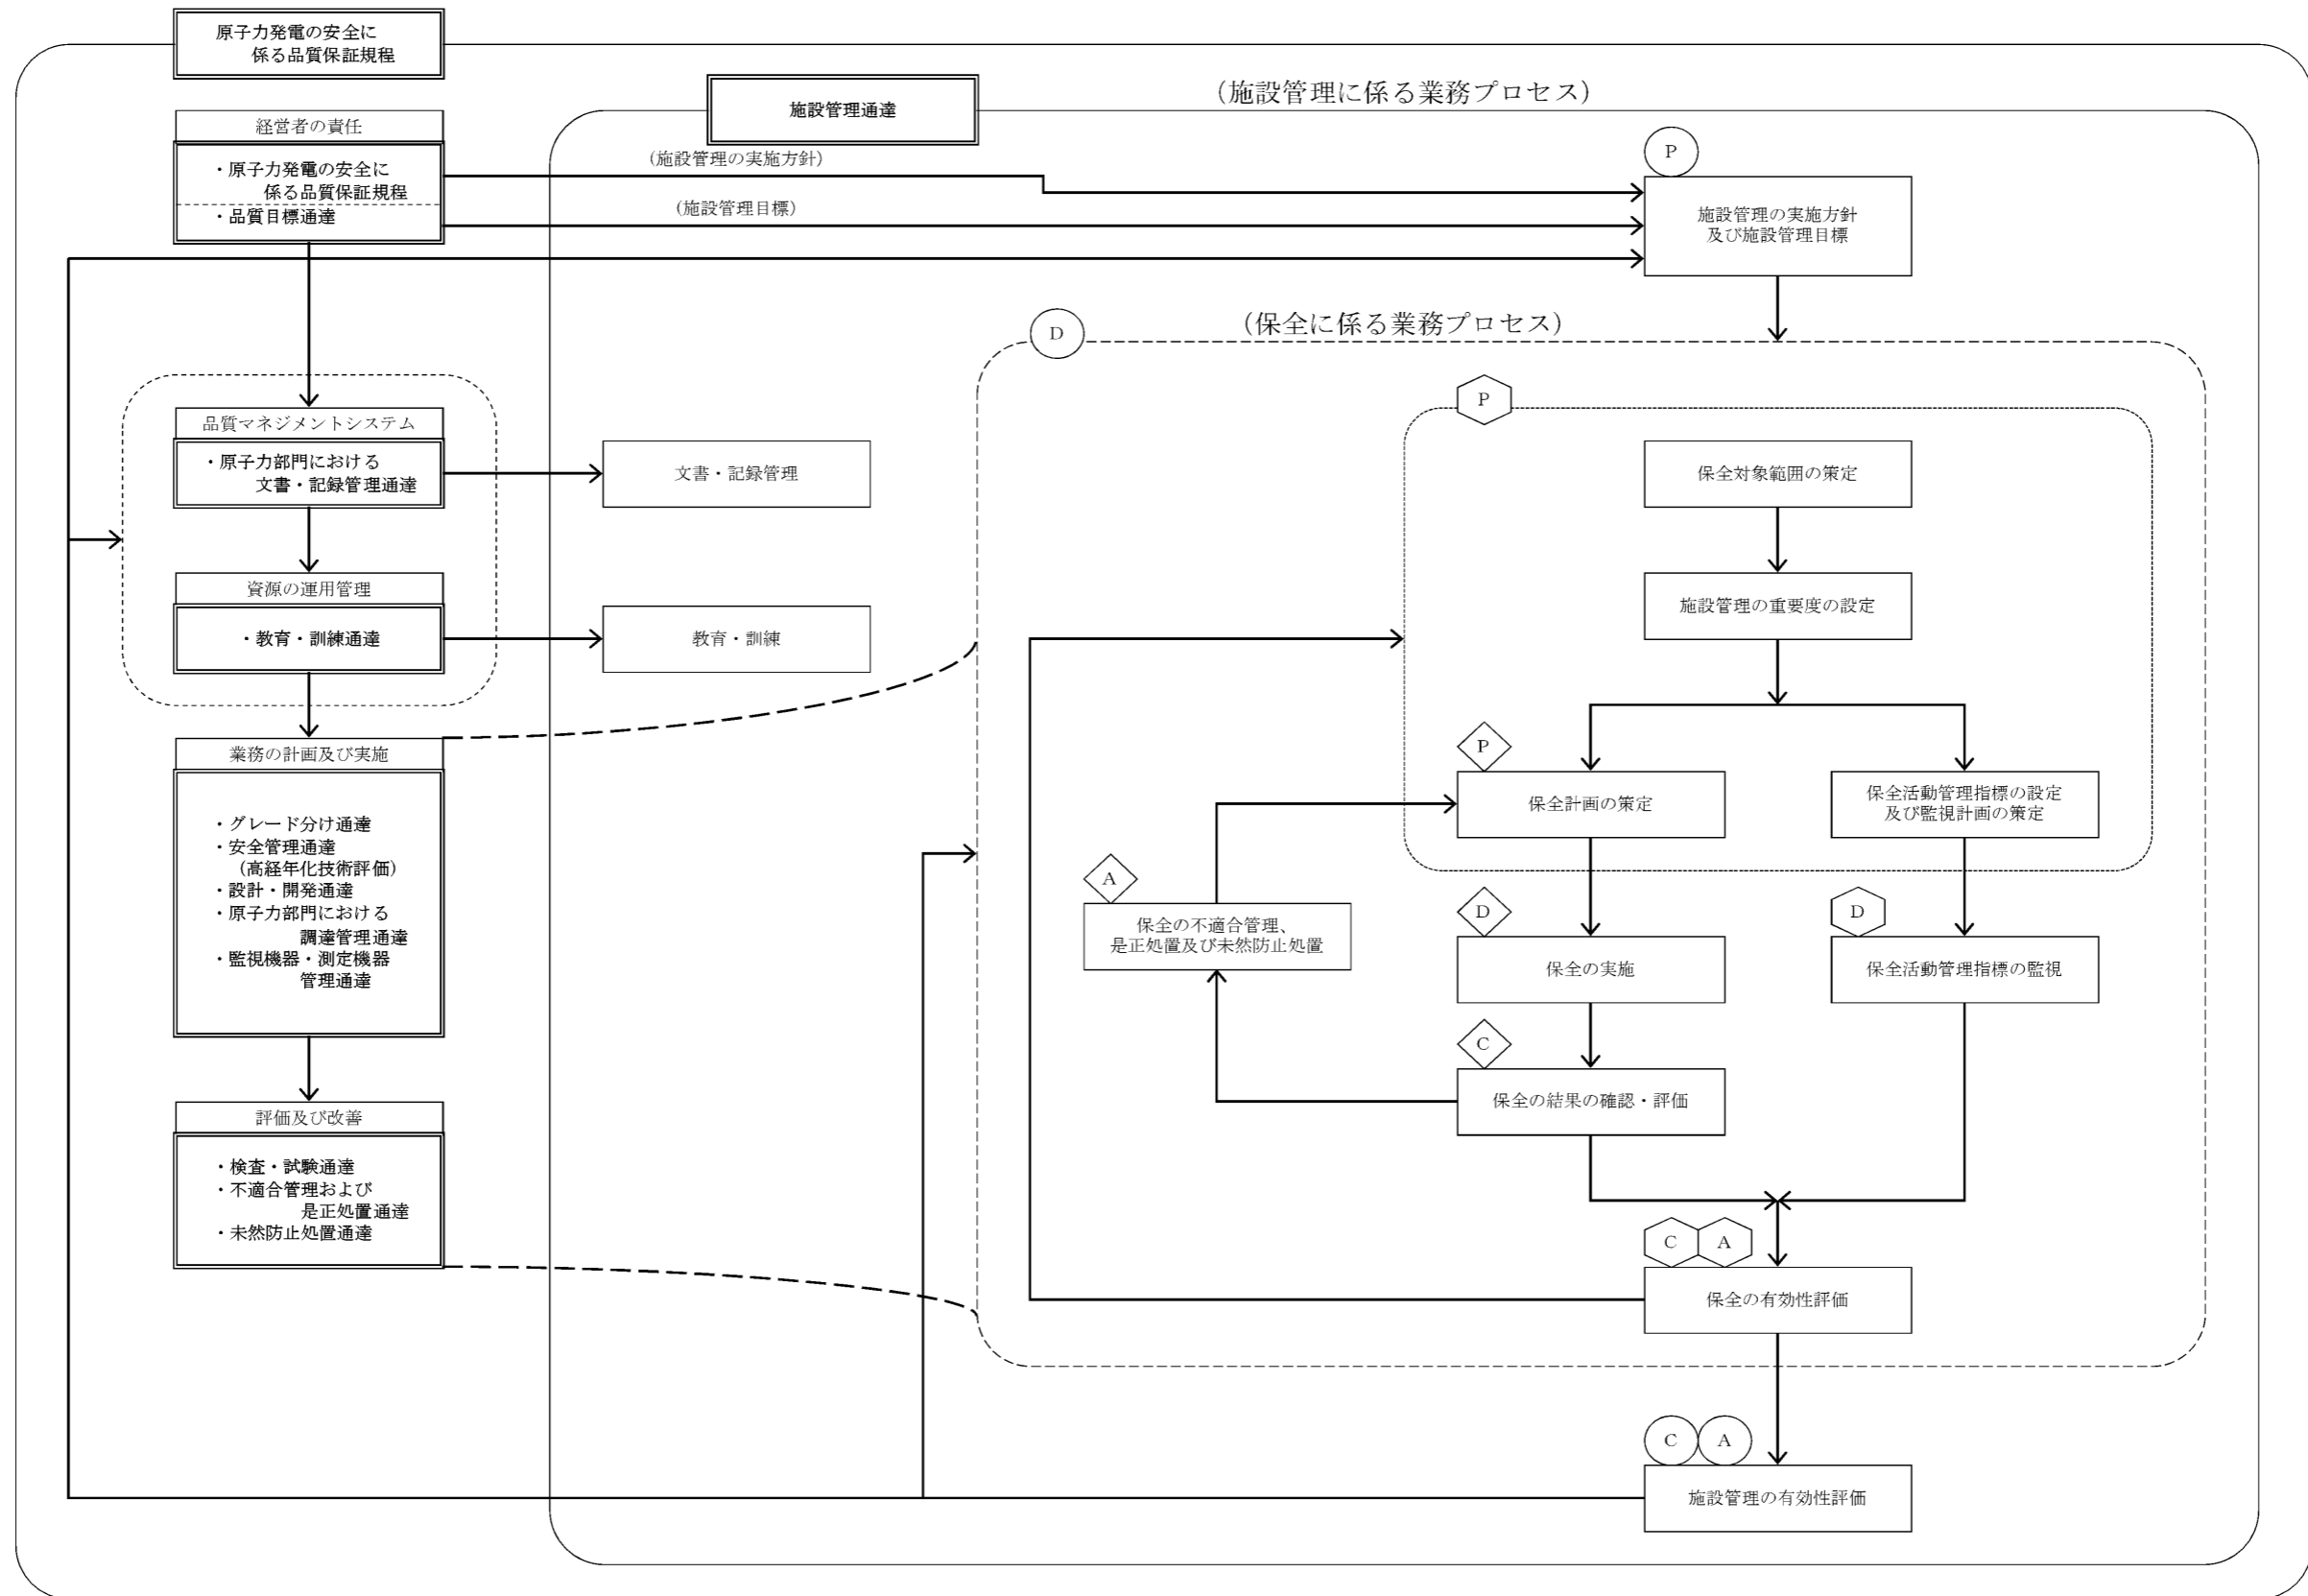 原子力発電の安全に
係る品質保証規程
施設管理通達
（施設管理に係る業務プロセス）
経営者の責任
・原子力発電の安全に
係る品質保証規程
・品質目標通達
（施設管理の実施方針）
（施設管理目標）
P
施設管理の実施方針
及び施設管理目標
D
（保全に係る業務プロセス）
品質マネジメントシステム
・原子力部門における
文書・記録管理通達
文書・記録管理
資源の運用管理
・教育・訓練通達
教育・訓練
業務の計画及び実施
・グレード分け通達
・安全管理通達
（高経年化技術評価）
・設計・開発通達
・原子力部門における
調達管理通達
・監視機器・測定機器
管理通達
評価及び改善
・検査・試験通達
・不適合管理および
是正処置通達
・未然防止処置通達
P
保全対象範囲の策定
施設管理の重要度の設定
P
保全計画の策定
保全活動管理指標の設定
及び監視計画の策定
A
保全の不適合管理、
是正処置及び未然防止処置
D
保全の実施
D
保全活動管理指標の監視
C
保全の結果の確認・評価
C
A
保全の有効性評価
C
A
施設管理の有効性評価